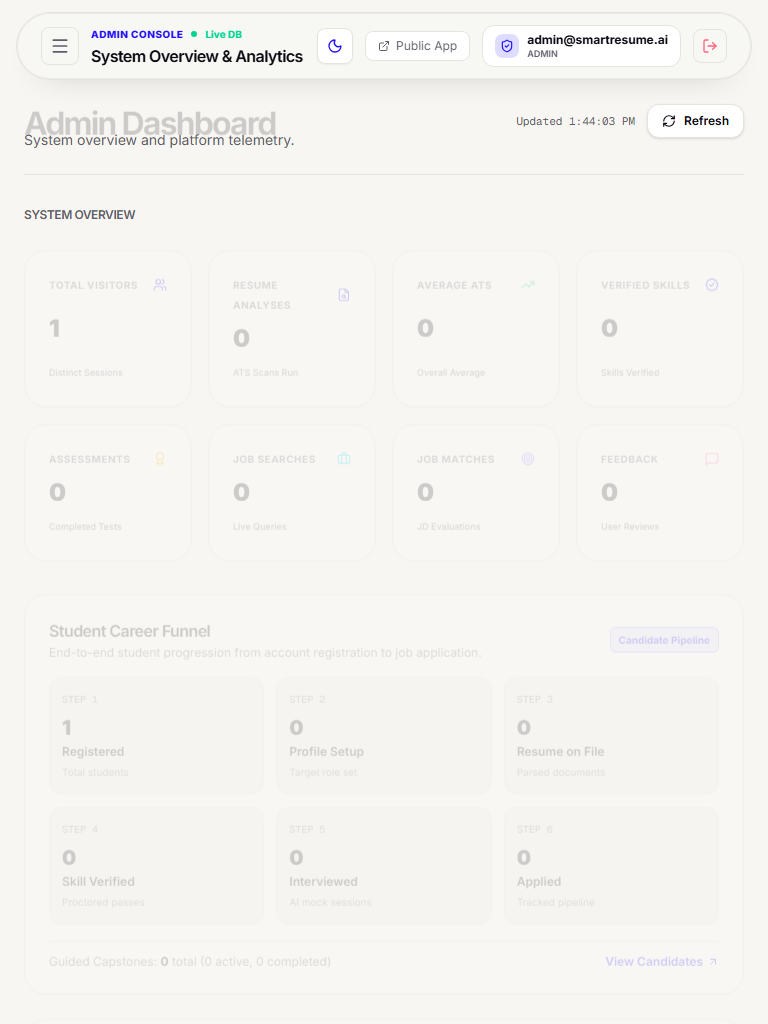 ADMIN CONSOLE Live DB
System Overview & Analytics
Public App
admin@smartresume.ai
ADMIN
Admin Dashboard
System overview and platform telemetry.
Updated 1:44:03 PM
Refresh
SYSTEM OVERVIEW
TOTAL VISITORS
1
Distinct Sessions
RESUME
ANALYSES
0
ATS Scans Run
AVERAGE ATS
0
Overall Average
VERIFIED SKILLS
0
Skills Verified
ASSESSMENTS
0
Completed Tests
JOB SEARCHES
0
Live Queries
JOB MATCHES
0
JD Evaluations
FEEDBACK
0
User Reviews
Student Career Funnel
End-to-end student progression from account registration to job application.
Candidate Pipeline
STEP 1
1
Registered
Total students
STEP 2
0
Profile Setup
Target role set
STEP 3
0
Resume on File
Parsed documents
STEP 4
0
Skill Verified
Proctored passes
STEP 5
0
Interviewed
AI mock sessions
STEP 6
0
Applied
Tracked pipeline
Guided Capstones: 0 total (0 active, 0 completed)
View Candidates